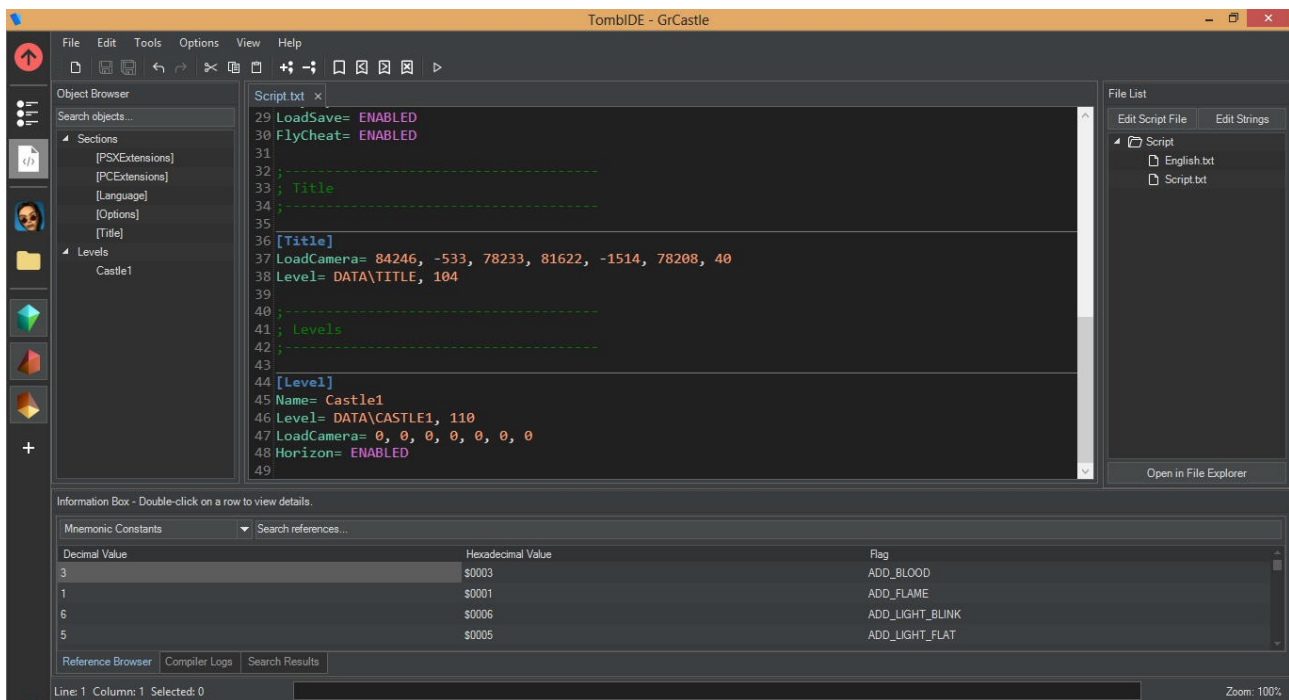 TombIDE - GrCastle
File Edit Tools Options View Help
Object Browser
Search objects...
Sections
[PSXExtensions]
[PCExtensions]
[Language]
[Options]
[Title]
Levels
Castle1
Script.txt ×
29 LoadSave= ENABLED
30 FlyCheat= ENABLED
31
32 ;--------------------------------------
33 ; Title
34 ;--------------------------------------
35
36 [Title]
37 LoadCamera= 84246, -533, 78233, 81622, -1514, 78208, 40
38 Level= DATA\TITLE, 104
39
40 ;--------------------------------------
41 ; Levels
42 ;--------------------------------------
43
44 [Level]
45 Name= Castle1
46 Level= DATA\CASTLE1, 110
47 LoadCamera= 0, 0, 0, 0, 0, 0, 0
48 Horizon= ENABLED
49
File List
Edit Script File Edit Strings
Script
English.txt
Script.txt
Open in File Explorer
Information Box - Double-click on a row to view details.
Mnemonic Constants Search references...
Decimal Value Hexadecimal Value Flag
3 $0003 ADD_BLOOD
1 $0001 ADD_FLAME
6 $0006 ADD_LIGHT_BLINK
5 $0005 ADD_LIGHT_FLAT
Reference Browser Compiler Logs Search Results
Line: 1 Column: 1 Selected: 0 Zoom: 100%